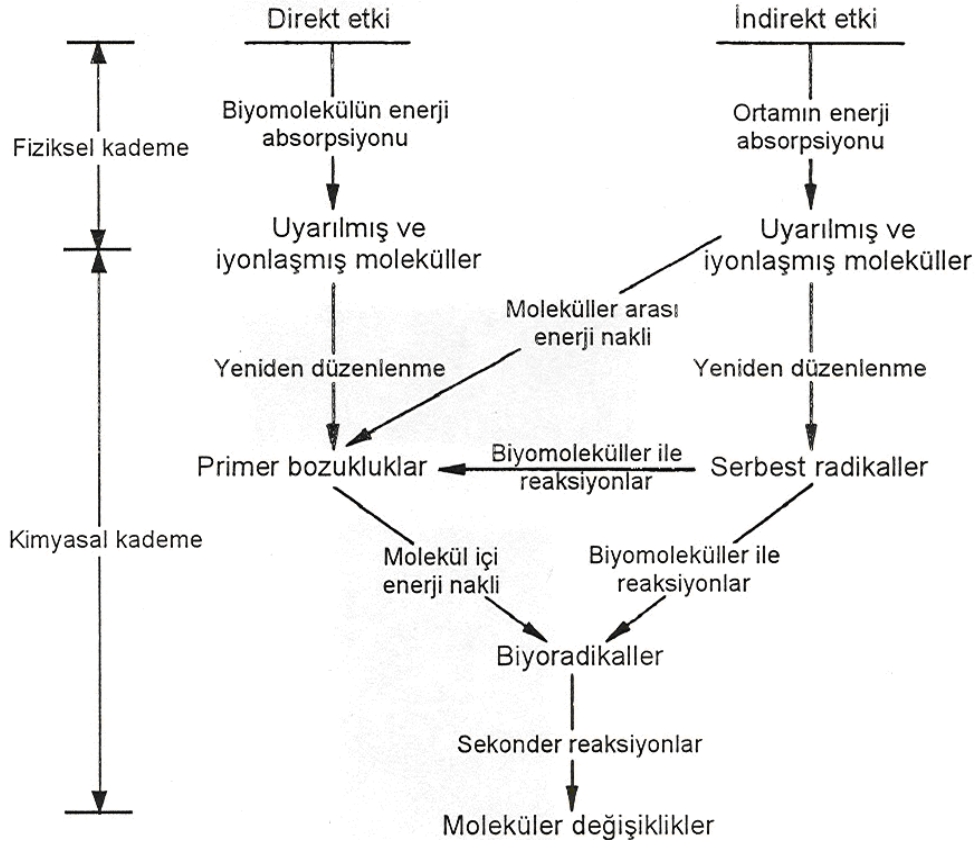 Direkt etki
İndirekt etki
Biyomolekülün enerji
absorpsiyonu
Ortamın enerji
absorpsiyonu
Fiziksel kademe
Uyarılmış ve
iyonlaşmış moleküller
Uyarılmış ve
iyonlaşmış moleküller
Moleküller arası
enerji nakli
Yeniden düzenlenme
Yeniden düzenlenme
Primer bozukluklar
Biyomoleküller ile
reaksiyonlar
Serbest radikaller
Kimyasal kademe
Molekül içi
enerji nakli
Biyomoleküller ile
reaksiyonlar
Biyoradikaller
Sekonder reaksiyonlar
Moleküler değişiklikler